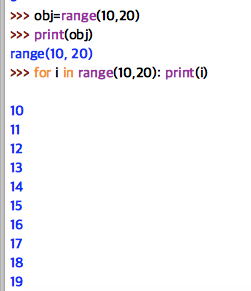 >>> obj=range(10,20)
>>> print(obj)
range(10, 20)
>>> for i in range(10,20): print(i)
10
11
12
13
14
15
16
17
18
19